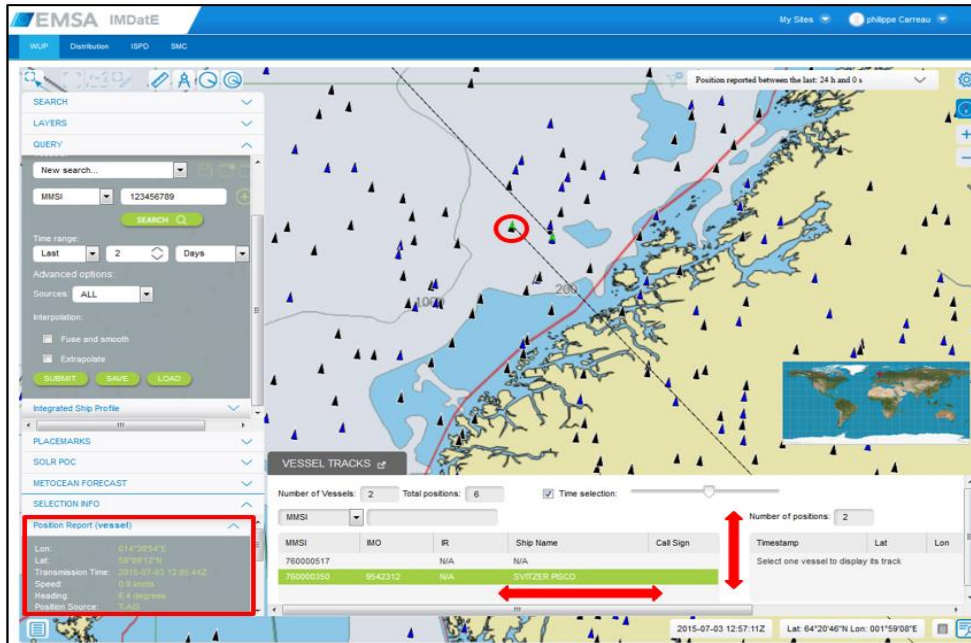 EMSA IMDatE
My Sites
philippe Carreau
WUP Distribution ISPD SMC
Position reported between the last: 24 h and 0 s
SEARCH
LAYERS
QUERY
New search...
MMSI 123456789
SEARCH
Time range:
Last 2 Days
Advanced options:
Sources: ALL
Interpolation:
Fuse and smooth
Extrapolate
SUBMIT SAVE LOAD
Integrated Ship Profile
PLACEMARKS
SOLR POC
METOCEAN FORECAST
SELECTION INFO
Position Report (vessel)
Lon: 014°30'54"E
Lat:
Transmission Time: 2015-07-03 12:05:44Z
Speed: 0.9 knots
Heading: 6.4 degrees
Position Source: T-AIS
200
1000
VESSEL TRACKS
Number of Vessels: 2 Total positions: 6 Time selection:
MMSI
Number of positions: 2
MMSI IMO IR Ship Name Call Sign
760000517 N/A N/A
760000350 9542312 N/A SVITZER PISCO
Timestamp Lat Lon
Select one vessel to display its track
2015-07-03 12:57:11Z Lat: 64°20'46"N Lon: 001°59'08"E